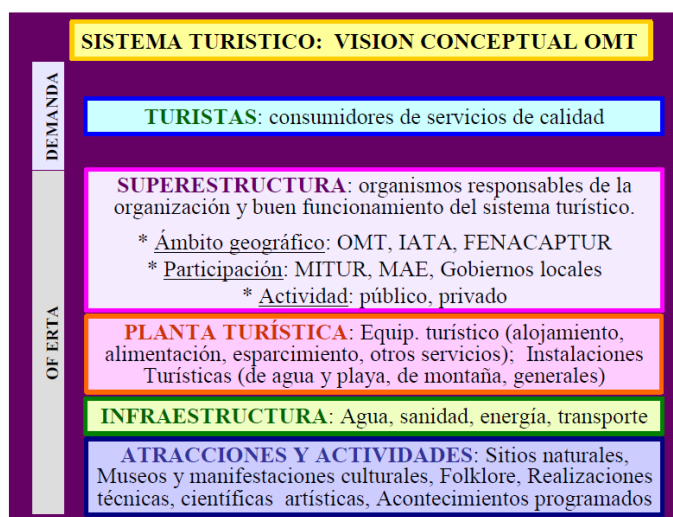 SISTEMA TURISTICO: VISION CONCEPTUAL OMT
DEMANDA
TURISTAS: consumidores de servicios de calidad
OF ERTA
SUPERESTRUCTURA: organismos responsables de la
organización y buen funcionamiento del sistema turístico.
* Ámbito geográfico: OMT, IATA, FENACAPTUR
* Participación: MITUR, MAE, Gobiernos locales
* Actividad: público, privado
PLANTA TURÍSTICA: Equip. turístico (alojamiento,
alimentación, esparcimiento, otros servicios); Instalaciones
Turísticas (de agua y playa, de montaña, generales)
INFRAESTRUCTURA: Agua, sanidad, energía, transporte
ATRACCIONES Y ACTIVIDADES: Sitios naturales,
Museos y manifestaciones culturales, Folklore, Realizaciones
técnicas, científicas artísticas, Acontecimientos programados